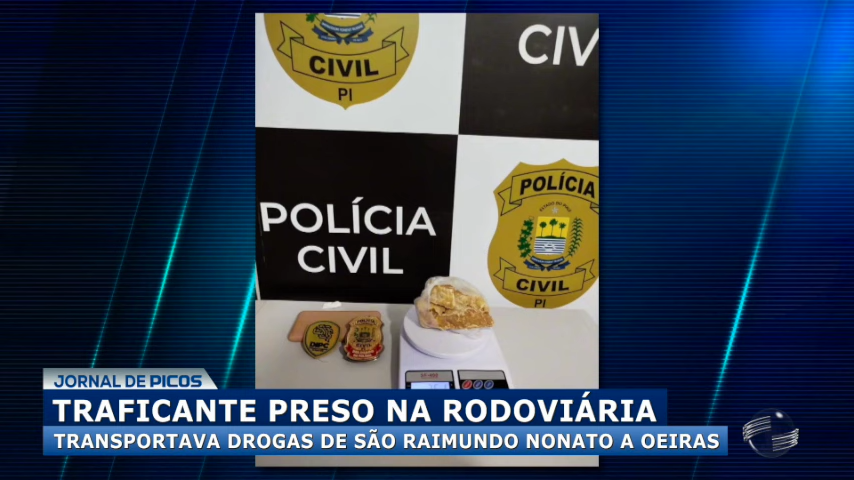 CIVIL
PI
CIV
POLÍCIA
CIVIL
POLÍCIA
CIVIL
PI
JORNAL DE PICOS
TRAFICANTE PRESO NA RODOVIÁRIA
TRANSPORTAVA DROGAS DE SÃO RAIMUNDO NONATO A OEIRAS